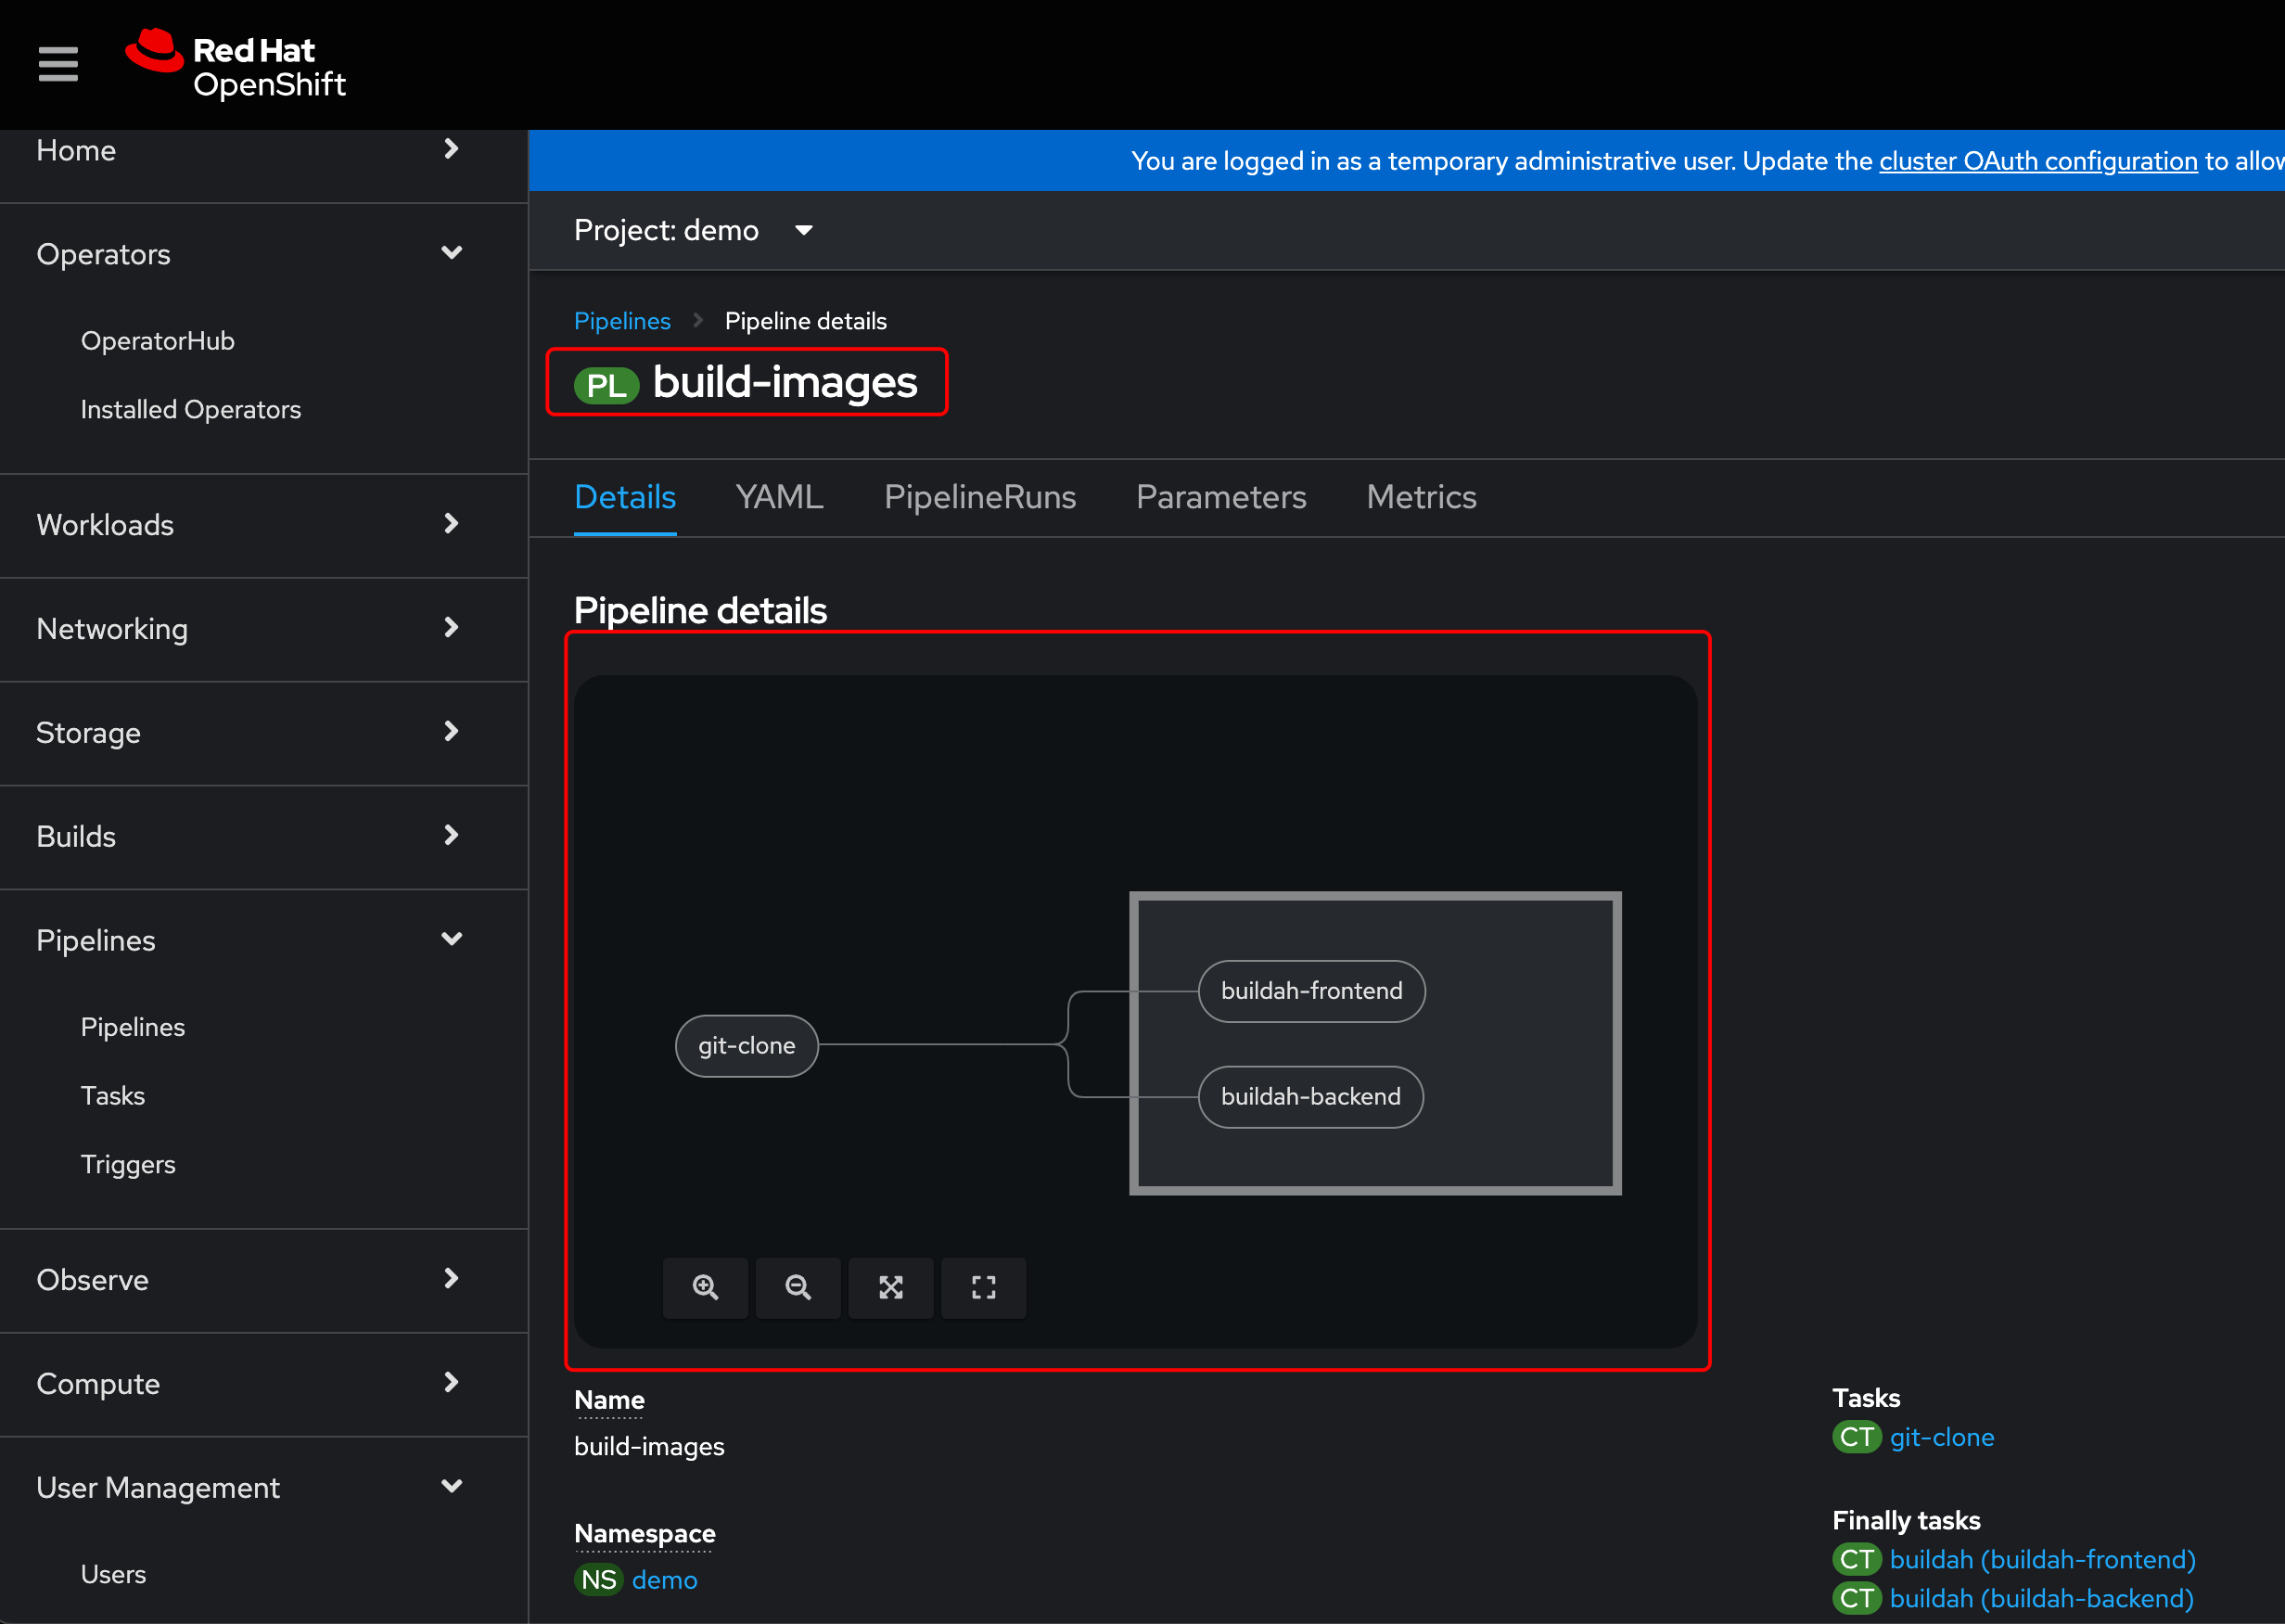 Red Hat
OpenShift
Home
Operators
OperatorHub
Installed Operators
Workloads
Networking
Storage
Builds
Pipelines
Pipelines
Tasks
Triggers
Observe
Compute
User Management
Users
You are logged in as a temporary administrative user. Update the cluster OAuth configuration to allow
Project: demo
Pipelines Pipeline details
PL build-images
Details YAML PipelineRuns Parameters Metrics
Pipeline details
git-clone
buildah-frontend
buildah-backend
Name
build-images
Namespace
NS demo
Tasks
CT git-clone
Finally tasks
CT buildah (buildah-frontend)
CT buildah (buildah-backend)